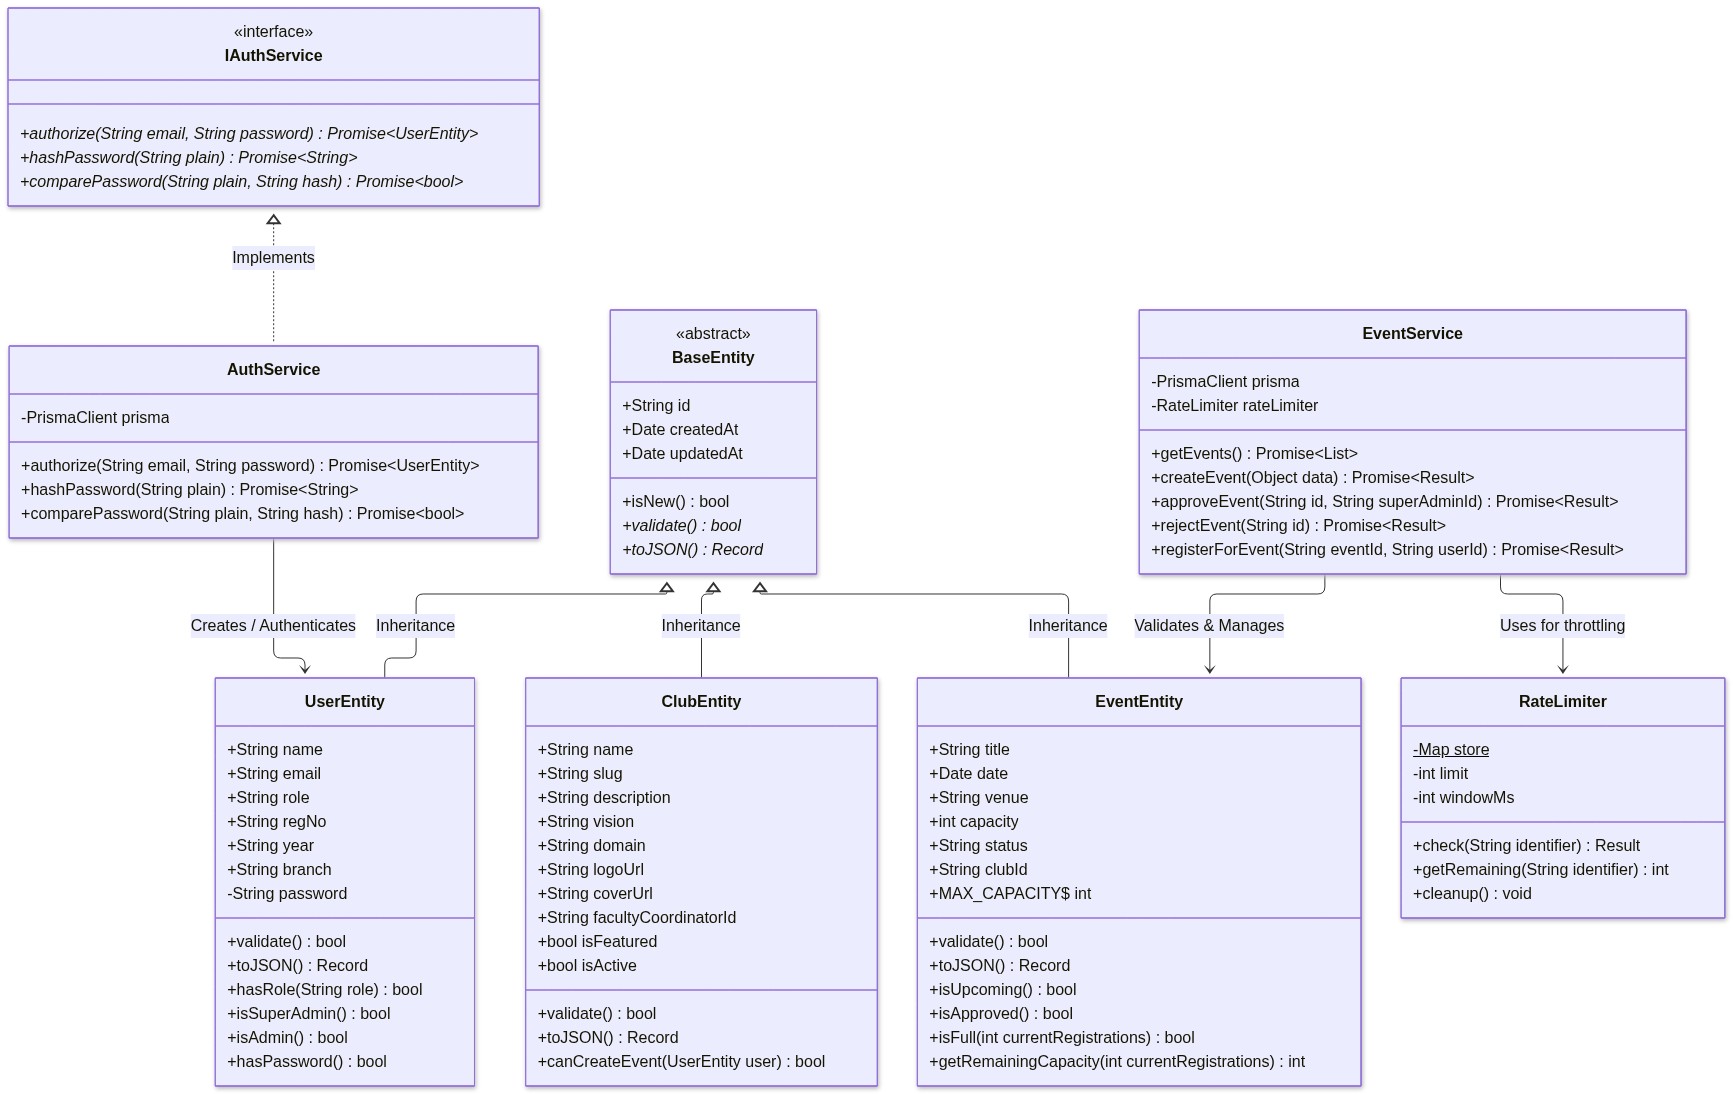 «interface»
IAuthService
+authorize(String email, String password) : Promise<UserEntity>
+hashPassword(String plain) : Promise<String>
+comparePassword(String plain, String hash) : Promise<bool>
Implements
AuthService
-PrismaClient prisma
+authorize(String email, String password) : Promise<UserEntity>
+hashPassword(String plain) : Promise<String>
+comparePassword(String plain, String hash) : Promise<bool>
«abstract»
BaseEntity
+String id
+Date createdAt
+Date updatedAt
+isNew() : bool
+validate() : bool
+toJSON() : Record
EventService
-PrismaClient prisma
-RateLimiter rateLimiter
+getEvents() : Promise<List>
+createEvent(Object data) : Promise<Result>
+approveEvent(String id, String superAdminId) : Promise<Result>
+rejectEvent(String id) : Promise<Result>
+registerForEvent(String eventId, String userId) : Promise<Result>
Creates / Authenticates
Inheritance
Inheritance
Inheritance
Validates & Manages
Uses for throttling
UserEntity
+String name
+String email
+String role
+String regNo
+String year
+String branch
-String password
+validate() : bool
+toJSON() : Record
+hasRole(String role) : bool
+isSuperAdmin() : bool
+isAdmin() : bool
+hasPassword() : bool
ClubEntity
+String name
+String slug
+String description
+String vision
+String domain
+String logoUrl
+String coverUrl
+String facultyCoordinatorId
+bool isFeatured
+bool isActive
+validate() : bool
+toJSON() : Record
+canCreateEvent(UserEntity user) : bool
EventEntity
+String title
+Date date
+String venue
+int capacity
+String status
+String clubId
+MAX_CAPACITY$ int
+validate() : bool
+toJSON() : Record
+isUpcoming() : bool
+isApproved() : bool
+isFull(int currentRegistrations) : bool
+getRemainingCapacity(int currentRegistrations) : int
RateLimiter
-Map store
-int limit
-int windowMs
+check(String identifier) : Result
+getRemaining(String identifier) : int
+cleanup() : void